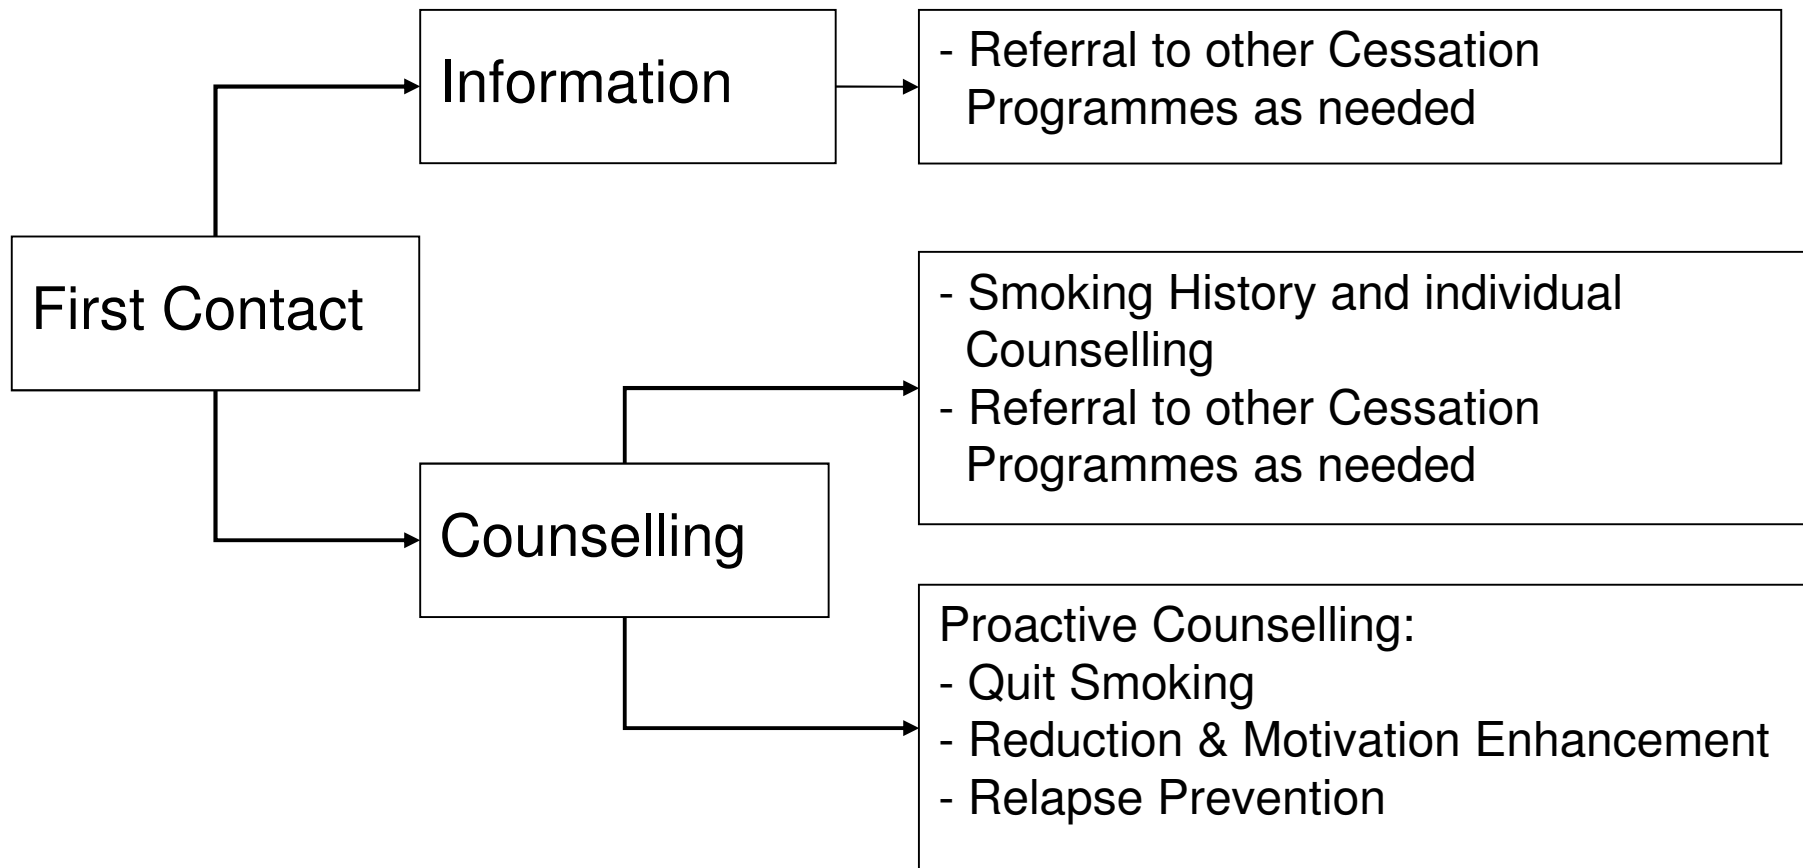 Information
- Referral to other Cessation
Programmes as needed
First Contact
- Smoking History and individual
Counselling
- Referral to other Cessation
Programmes as needed
Counselling
Proactive Counselling:
- Quit Smoking
- Reduction & Motivation Enhancement
- Relapse Prevention